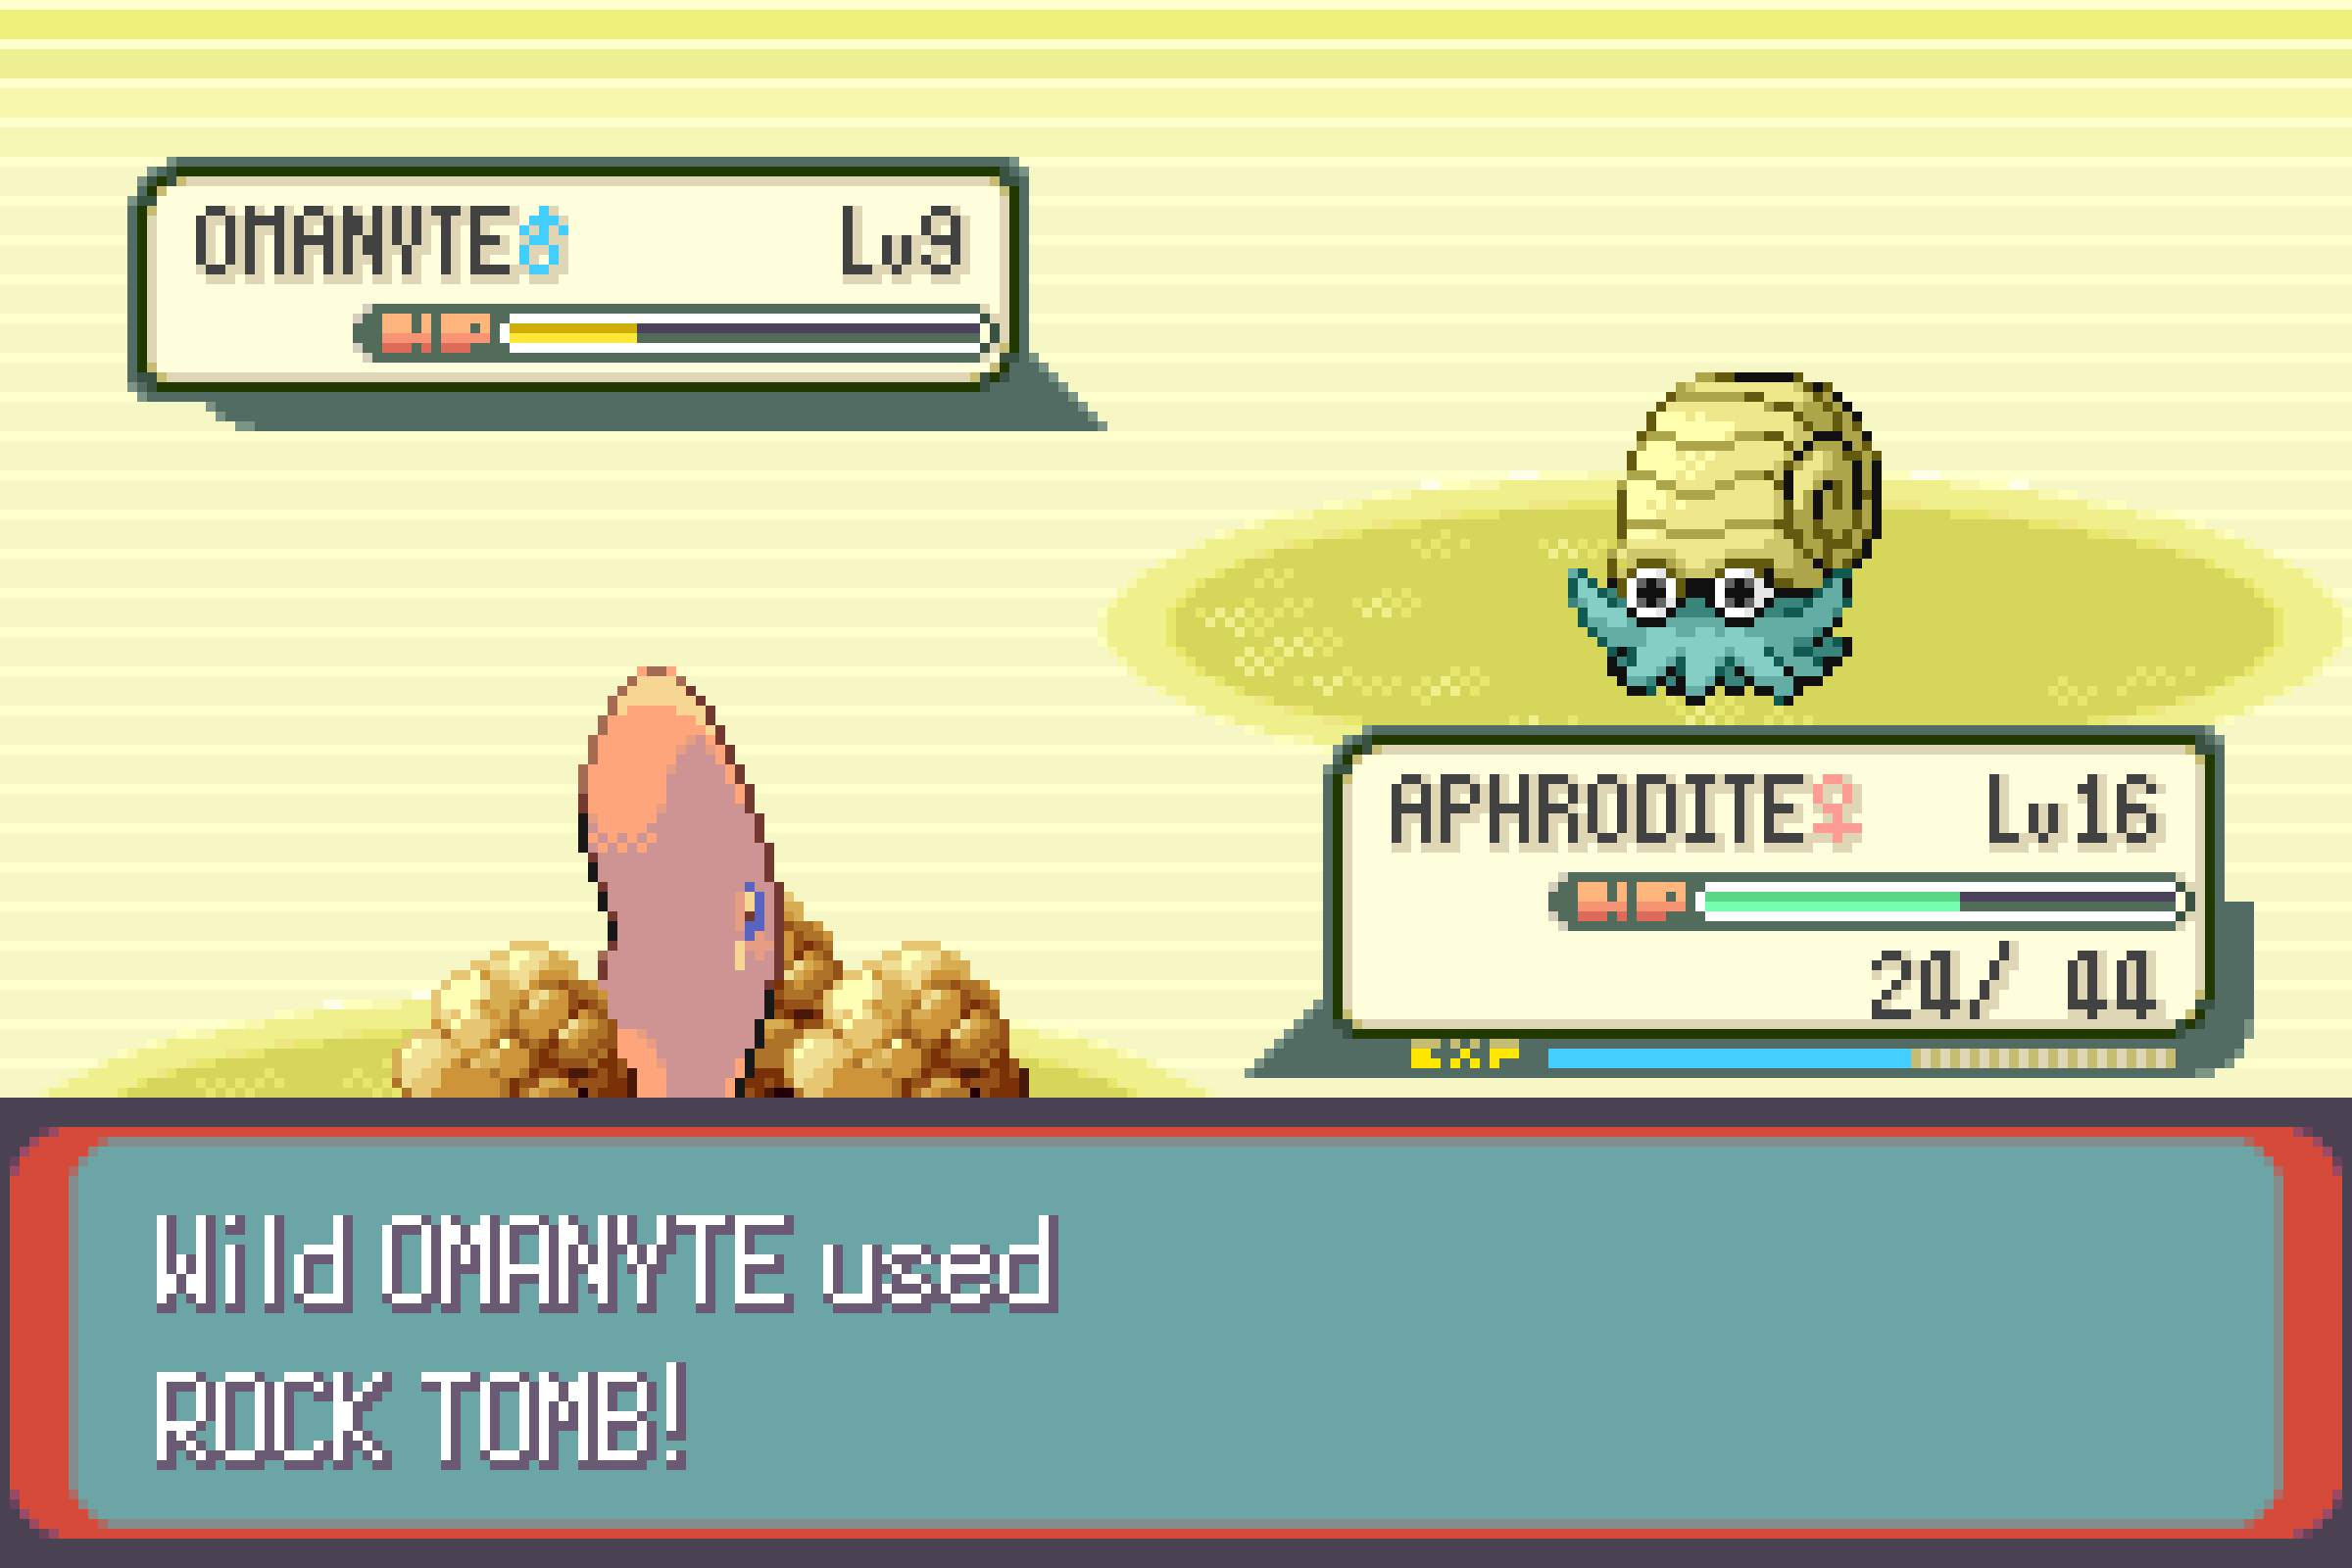 OMANYTE♂ Lv9
HP
APHRODITE♀ Lv16
HP
24/ 44
EXP
Wild OMANYTE used
ROCK TOMB!